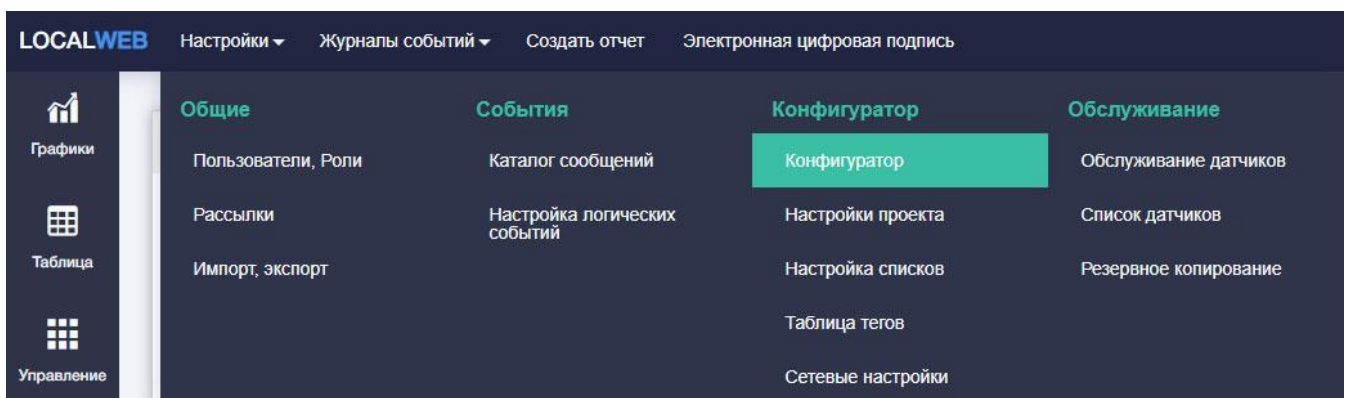 LOCALWEB Настройки Журналы событий Создать отчет Электронная цифровая подпись
Графики
Таблица
Управление
Общие
Пользователи, Роли
Рассылки
Импорт, экспорт
События
Каталог сообщений
Настройка логических
событий
Конфигуратор
Конфигуратор
Настройки проекта
Настройка списков
Таблица тегов
Сетевые настройки
Обслуживание
Обслуживание датчиков
Список датчиков
Резервное копирование